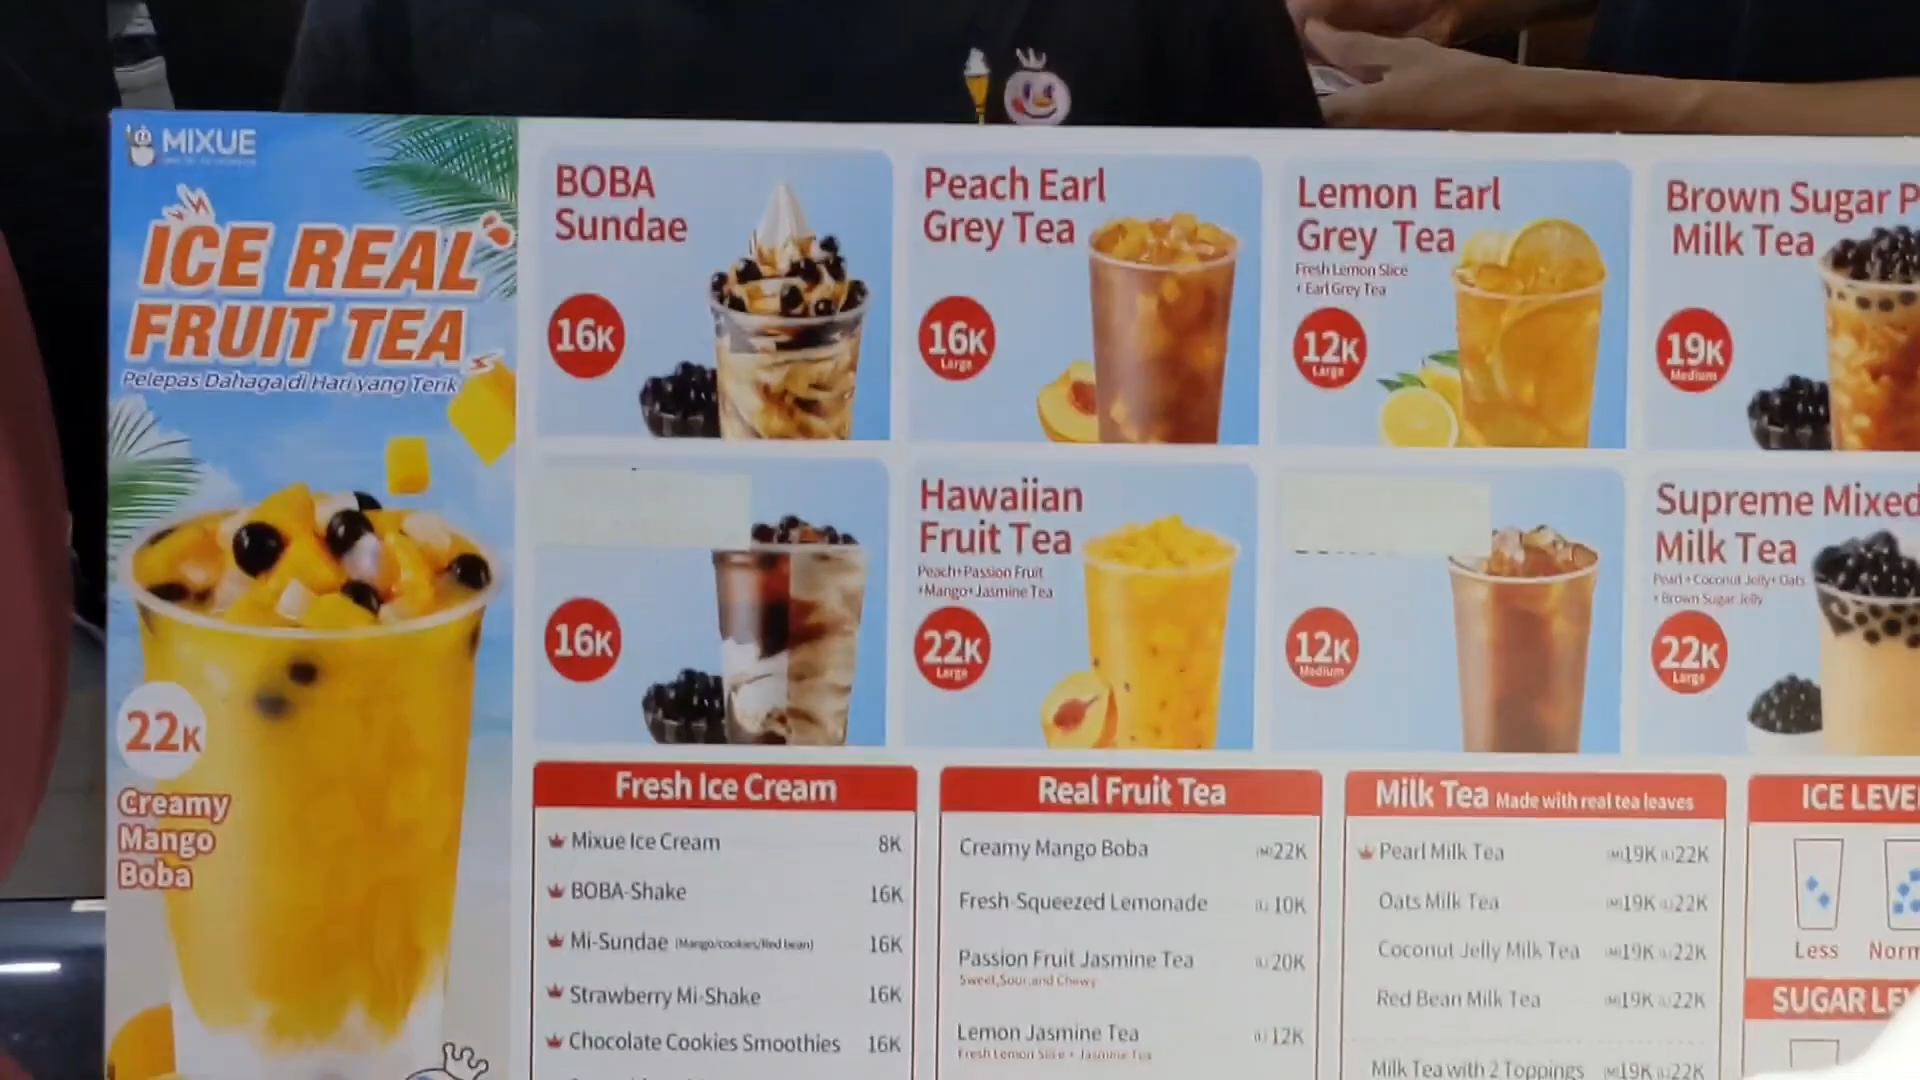 MIXUE
ICE REAL
FRUIT TEA
Pelepas Dahaga di Hari yang Terik
22K
Creamy
Mango
Boba
BOBA
Sundae
16K
Peach Earl
Grey Tea
16K
Large
Lemon Earl
Grey Tea
Fresh Lemon Slice
+ Earl Grey Tea
12K
Large
Brown Sugar P
Milk Tea
19K
Medium
16K
Hawaiian
Fruit Tea
Peach+Passion Fruit
+Mango+Jasmine Tea
22K
Large
12K
Medium
Supreme Mixed
Milk Tea
Pearl + Coconut Jelly+ Oats
+ Brown Sugar Jelly
22K
Large
Fresh Ice Cream
Mixue Ice Cream 8K
BOBA-Shake 16K
Mi-Sundae (Mango/cookies/Red bean) 16K
Strawberry Mi-Shake 16K
Chocolate Cookies Smoothies 16K
Real Fruit Tea
Creamy Mango Boba (M)22K
Fresh-Squeezed Lemonade (L) 10K
Passion Fruit Jasmine Tea (L) 20K
Sweet,Sour,and Chewy
Lemon Jasmine Tea (L) 12K
Fresh Lemon Slice + Jasmine Tea
Milk Tea Made with real tea leaves
Pearl Milk Tea (M)19K (L)22K
Oats Milk Tea (M)19K (L)22K
Coconut Jelly Milk Tea (M)19K (L)22K
Red Bean Milk Tea (M)19K (L)22K
Milk Tea with 2 Toppings (M)19K (L)22K
ICE LEVE
Less Norm
SUGAR LEV